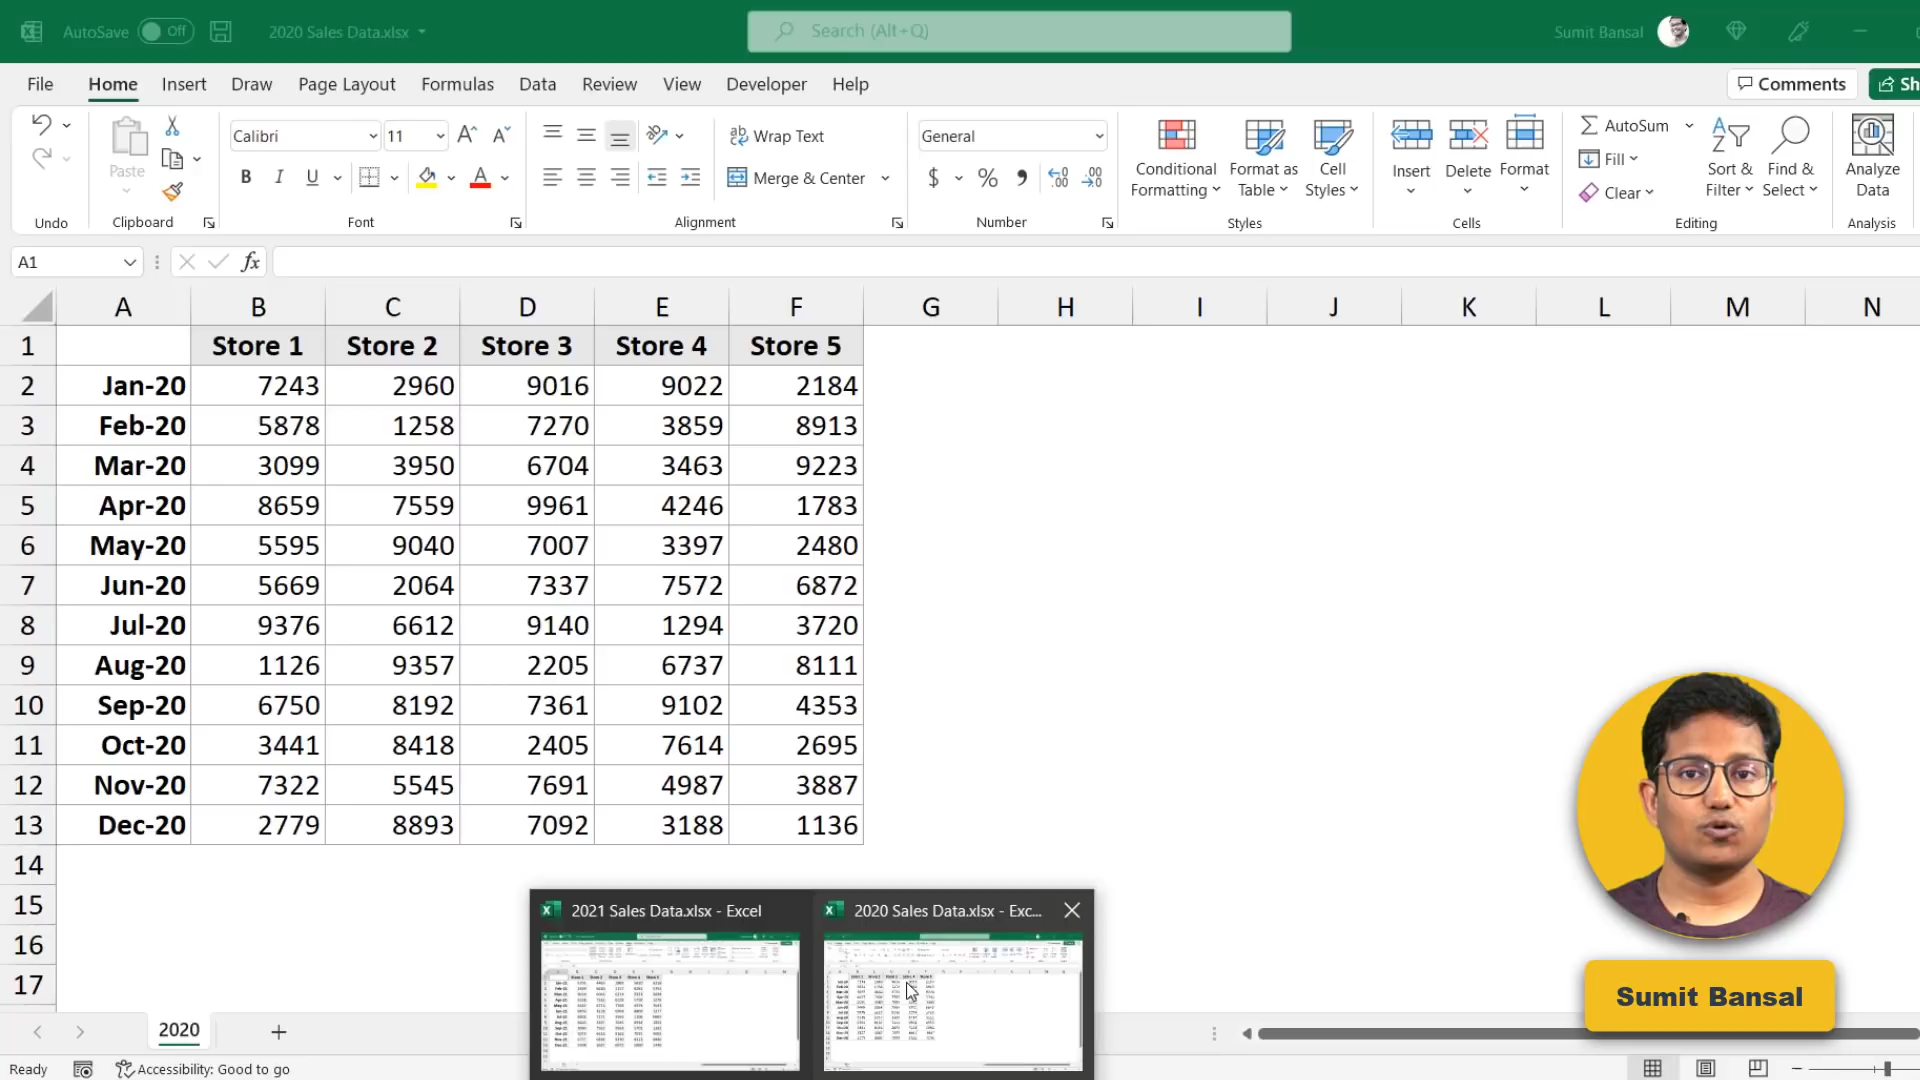 AutoSave Off 2020 Sales Data.xlsx Search (Alt+Q) Sumit Bansal
File Home Insert Draw Page Layout Formulas Data Review View Developer Help Comments Sh
Paste
Undo
Clipboard
Calibri 11
B I U
Font
Wrap Text
Merge & Center
Alignment
General
$ % ,
Number
Conditional Formatting
Format as Table
Cell Styles
Styles
Insert Delete Format
Cells
AutoSum
Fill
Clear
Sort & Filter
Find & Select
Editing
Analyze Data
Analysis
A1 fx
A B C D E F G H I J K L M N
1 Store 1 Store 2 Store 3 Store 4 Store 5
2 Jan-20 7243 2960 9016 9022 2184
3 Feb-20 5878 1258 7270 3859 8913
4 Mar-20 3099 3950 6704 3463 9223
5 Apr-20 8659 7559 9961 4246 1783
6 May-20 5595 9040 7007 3397 2480
7 Jun-20 5669 2064 7337 7572 6872
8 Jul-20 9376 6612 9140 1294 3720
9 Aug-20 1126 9357 2205 6737 8111
10 Sep-20 6750 8192 7361 9102 4353
11 Oct-20 3441 8418 2405 7614 2695
12 Nov-20 7322 5545 7691 4987 3887
13 Dec-20 2779 8893 7092 3188 1136
14
15
16
17
2021 Sales Data.xlsx - Excel
2020 Sales Data.xlsx - Exc...
Sumit Bansal
2020
Ready Accessibility: Good to go